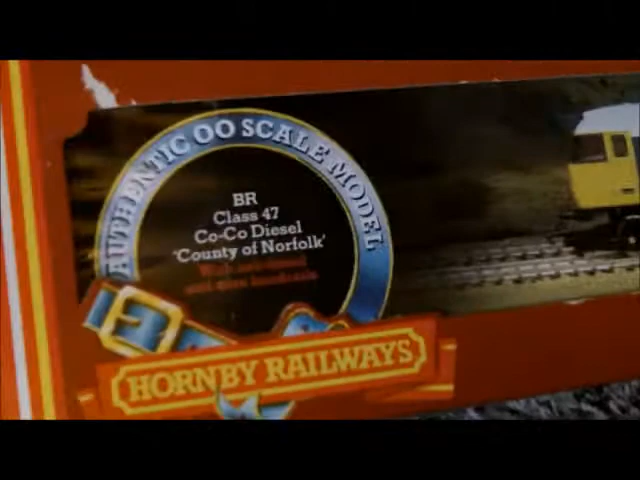 AUTHENTIC OO SCALE MODEL
BR
Class 47
Co-Co Diesel
'County of Norfolk'
HORNBY RAILWAYS